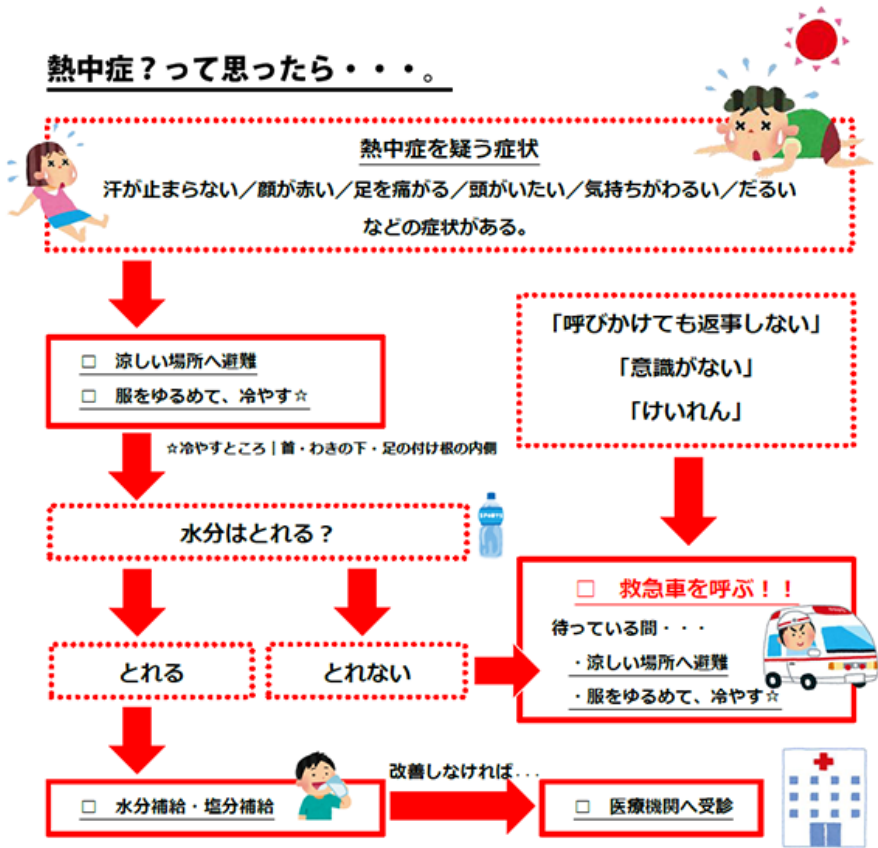 熱中症？って思ったら・・・。
熱中症を疑う症状
汗が止まらない／顔が赤い／足を痛がる／頭がいたい／気持ちがわるい／だるい
などの症状がある。
□ 涼しい場所へ避難
□ 服をゆるめて、冷やす☆
☆冷やすところ｜首・わきの下・足の付け根の内側
「呼びかけても返事しない」
「意識がない」
「けいれん」
水分はとれる？
SPORTS
とれる
とれない
□ 救急車を呼ぶ！！
待っている間・・・
・涼しい場所へ避難
・服をゆるめて、冷やす☆
□ 水分補給・塩分補給
改善しなければ...
□ 医療機関へ受診